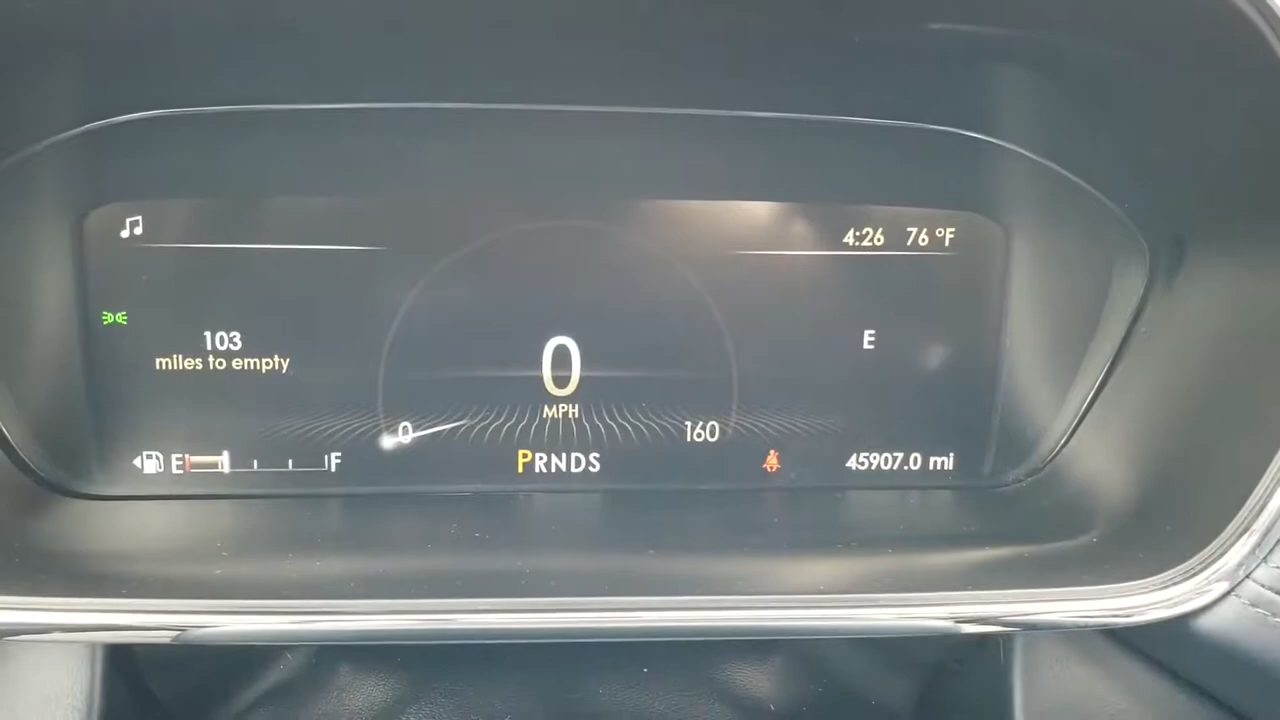 4:26 76 °F
103
miles to empty
E
0
MPH
0 160
E F
PRNDS
45907.0 mi